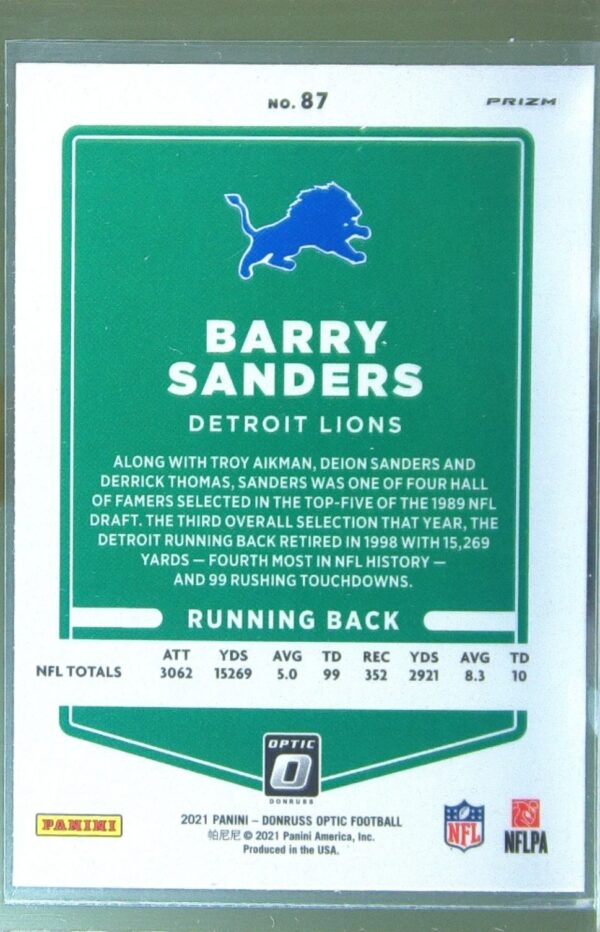 NO. 87
PRIZM
BARRY
SANDERS
DETROIT LIONS
ALONG WITH TROY AIKMAN, DEION SANDERS AND
DERRICK THOMAS, SANDERS WAS ONE OF FOUR HALL
OF FAMERS SELECTED IN THE TOP-FIVE OF THE 1989 NFL
DRAFT. THE THIRD OVERALL SELECTION THAT YEAR, THE
DETROIT RUNNING BACK RETIRED IN 1998 WITH 15,269
YARDS — FOURTH MOST IN NFL HISTORY —
AND 99 RUSHING TOUCHDOWNS.
RUNNING BACK
ATT YDS AVG TD REC YDS AVG TD
NFL TOTALS 3062 15269 5.0 99 352 2921 8.3 10
OPTIC
O
DONRUSS
PANINI
2021 PANINI – DONRUSS OPTIC FOOTBALL
帕尼尼 © 2021 Panini America, Inc.
Produced in the USA.
NFL
NFLPA